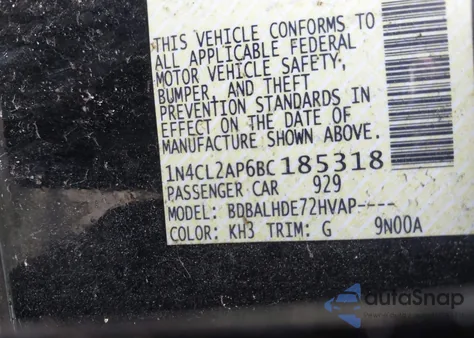 THIS VEHICLE CONFORMS TO
ALL APPLICABLE FEDERAL
MOTOR VEHICLE SAFETY,
BUMPER, AND THEFT
PREVENTION STANDARDS IN
EFFECT ON THE DATE OF
MANUFACTURE SHOWN ABOVE.
1N4CL2AP6BC185318
PASSENGER CAR 929
MODEL: BDBALHDE72HVAP----
COLOR: KH3 TRIM: G 9N00A
autoSnap